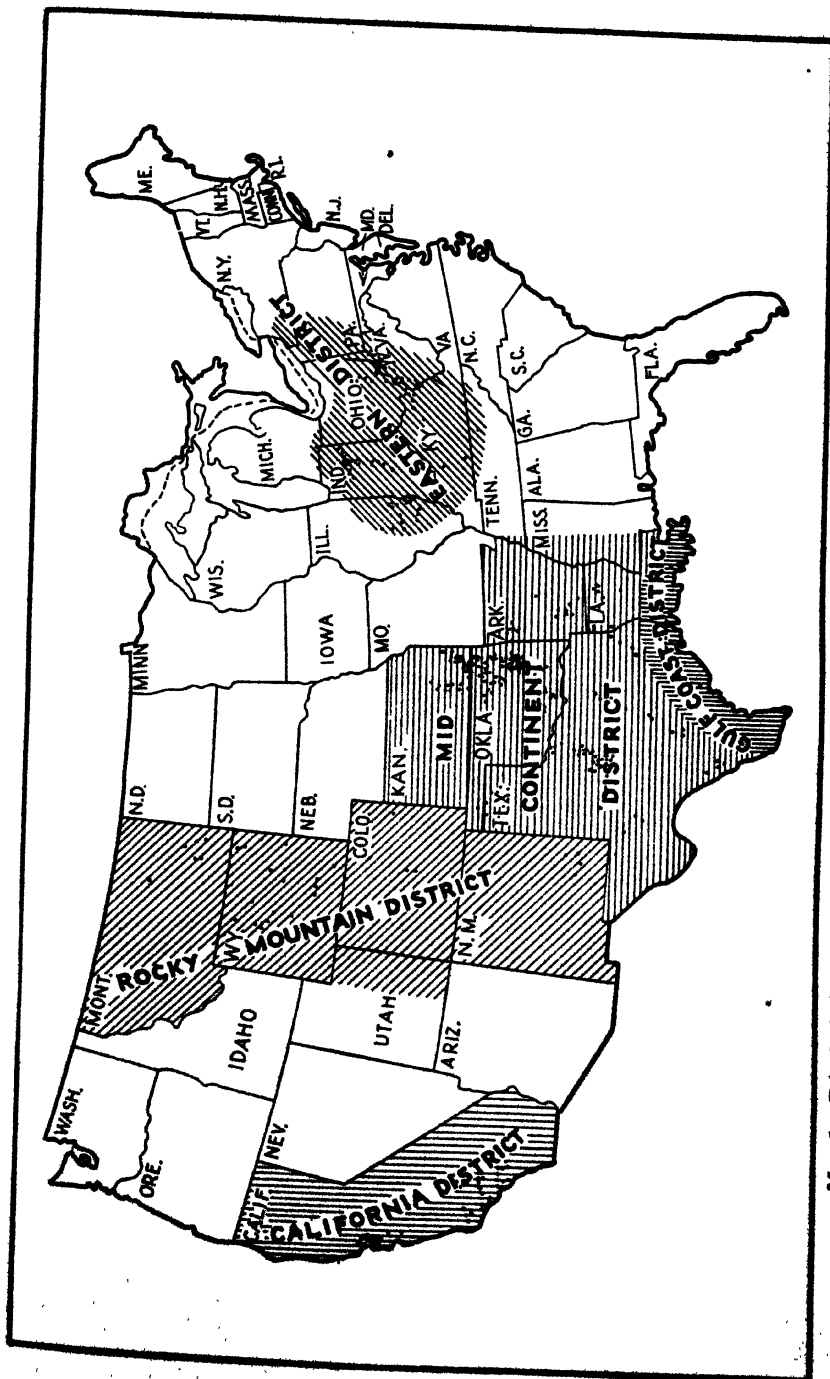 WASH.
ORE.
CALIF.
NEV.
IDAHO
MONT.
WY
UTAH
ARIZ.
COLO.
N.M.
N.D.
S.D.
NEB.
KAN.
OKLA.
TEX.
MINN
IOWA
MO.
ARK.
WIS.
ILL.
MICH.
IND.
OHIO
KY.
TENN.
MISS.
ALA.
GA.
FLA.
S.C.
N.C.
VA
PA.
N.Y.
VT.
N.H.
ME.
MASS.
CONN.
R.I.
N.J.
MD.
DEL.
CALIFORNIA DISTRICT
ROCKY MOUNTAIN DISTRICT
MID CONTINENT DISTRICT
GULF COAST DISTRICT
EASTERN DISTRICT